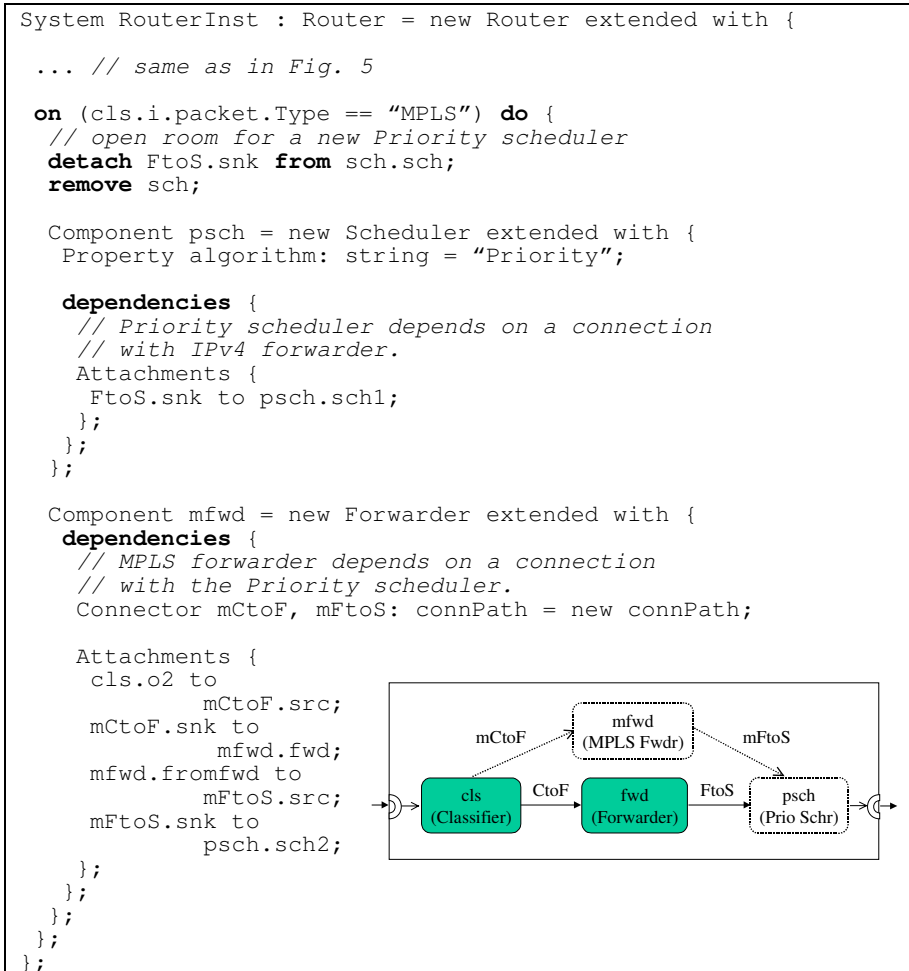 System RouterInst : Router = new Router extended with {
... // same as in Fig. 5
on (cls.i.packet.Type == “MPLS”) do {
// open room for a new Priority scheduler
detach FtoS.snk from sch.sch;
remove sch;
Component psch = new Scheduler extended with {
Property algorithm: string = “Priority”;
dependencies {
// Priority scheduler depends on a connection
// with IPv4 forwarder.
Attachments {
FtoS.snk to psch.sch1;
};
};
};
Component mfwd = new Forwarder extended with {
dependencies {
// MPLS forwarder depends on a connection
// with the Priority scheduler.
Connector mCtoF, mFtoS: connPath = new connPath;
Attachments {
cls.o2 to
mCtoF.src;
mCtoF.snk to
mfwd.fwd;
mfwd.fromfwd to
mFtoS.src;
mFtoS.snk to
psch.sch2;
};
};
};
};
};
mCtoF
mfwd
(MPLS Fwdr)
mFtoS
cls
(Classifier)
CtoF
fwd
(Forwarder)
FtoS
psch
(Prio Schr)